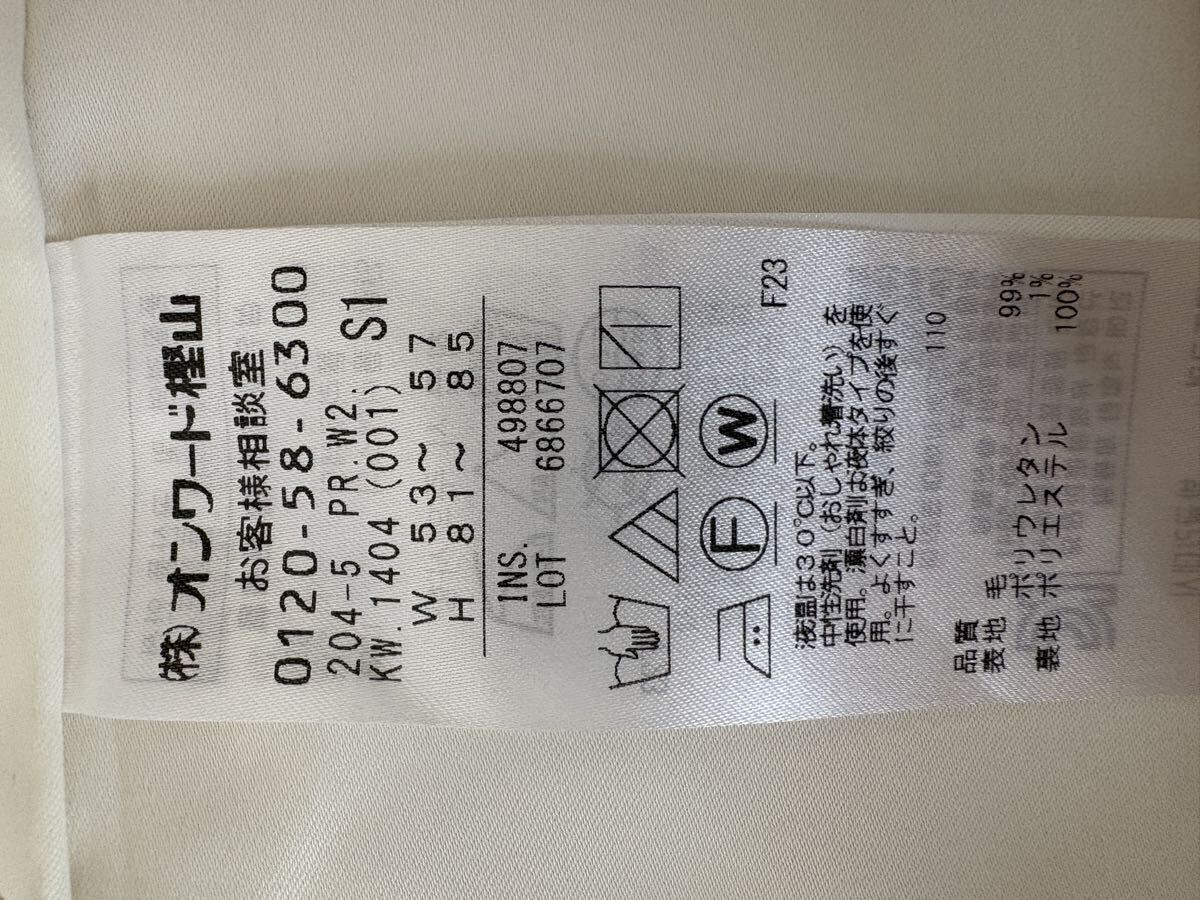 (株)オンワード樫山
お客様相談室
0120-58-6300
204-5 PR.W2.
KW.1404 (001) S1
W 53~ 57
H 81~ 85
INS. 498807
LOT 6866707
F W
F23
液温は30℃以下。
中性洗剤(おしゃれ着洗い)を
使用。漂白剤は液体タイプを使
用。よくすすぎ、絞りの後すぐ
に干すこと。
110
品質
表地 毛 99%
ポリウレタン 1%
裏地 ポリエステル 100%